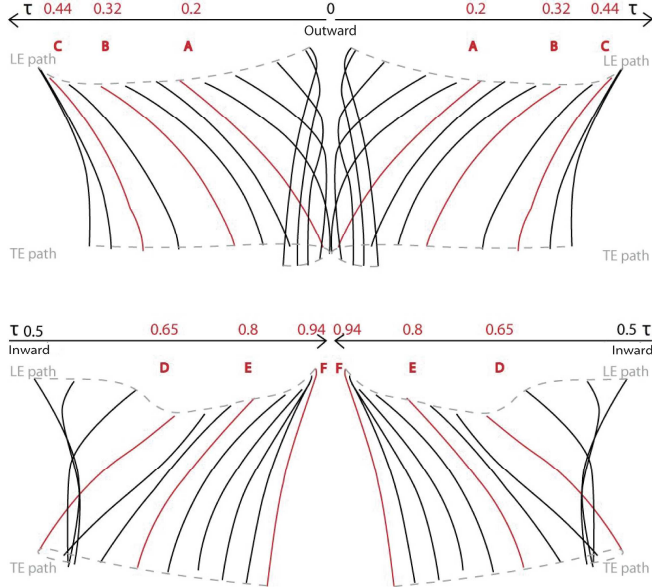 τ 0.44 0.32 0.2 0 0.2 0.32 0.44 τ
Outward
C B A A B C
LE path LE path
TE path TE path
τ 0.5 0.65 0.8 0.94 0.94 0.8 0.65 0.5 τ
Inward Inward
D E F F E D
LE path LE path
TE path TE path